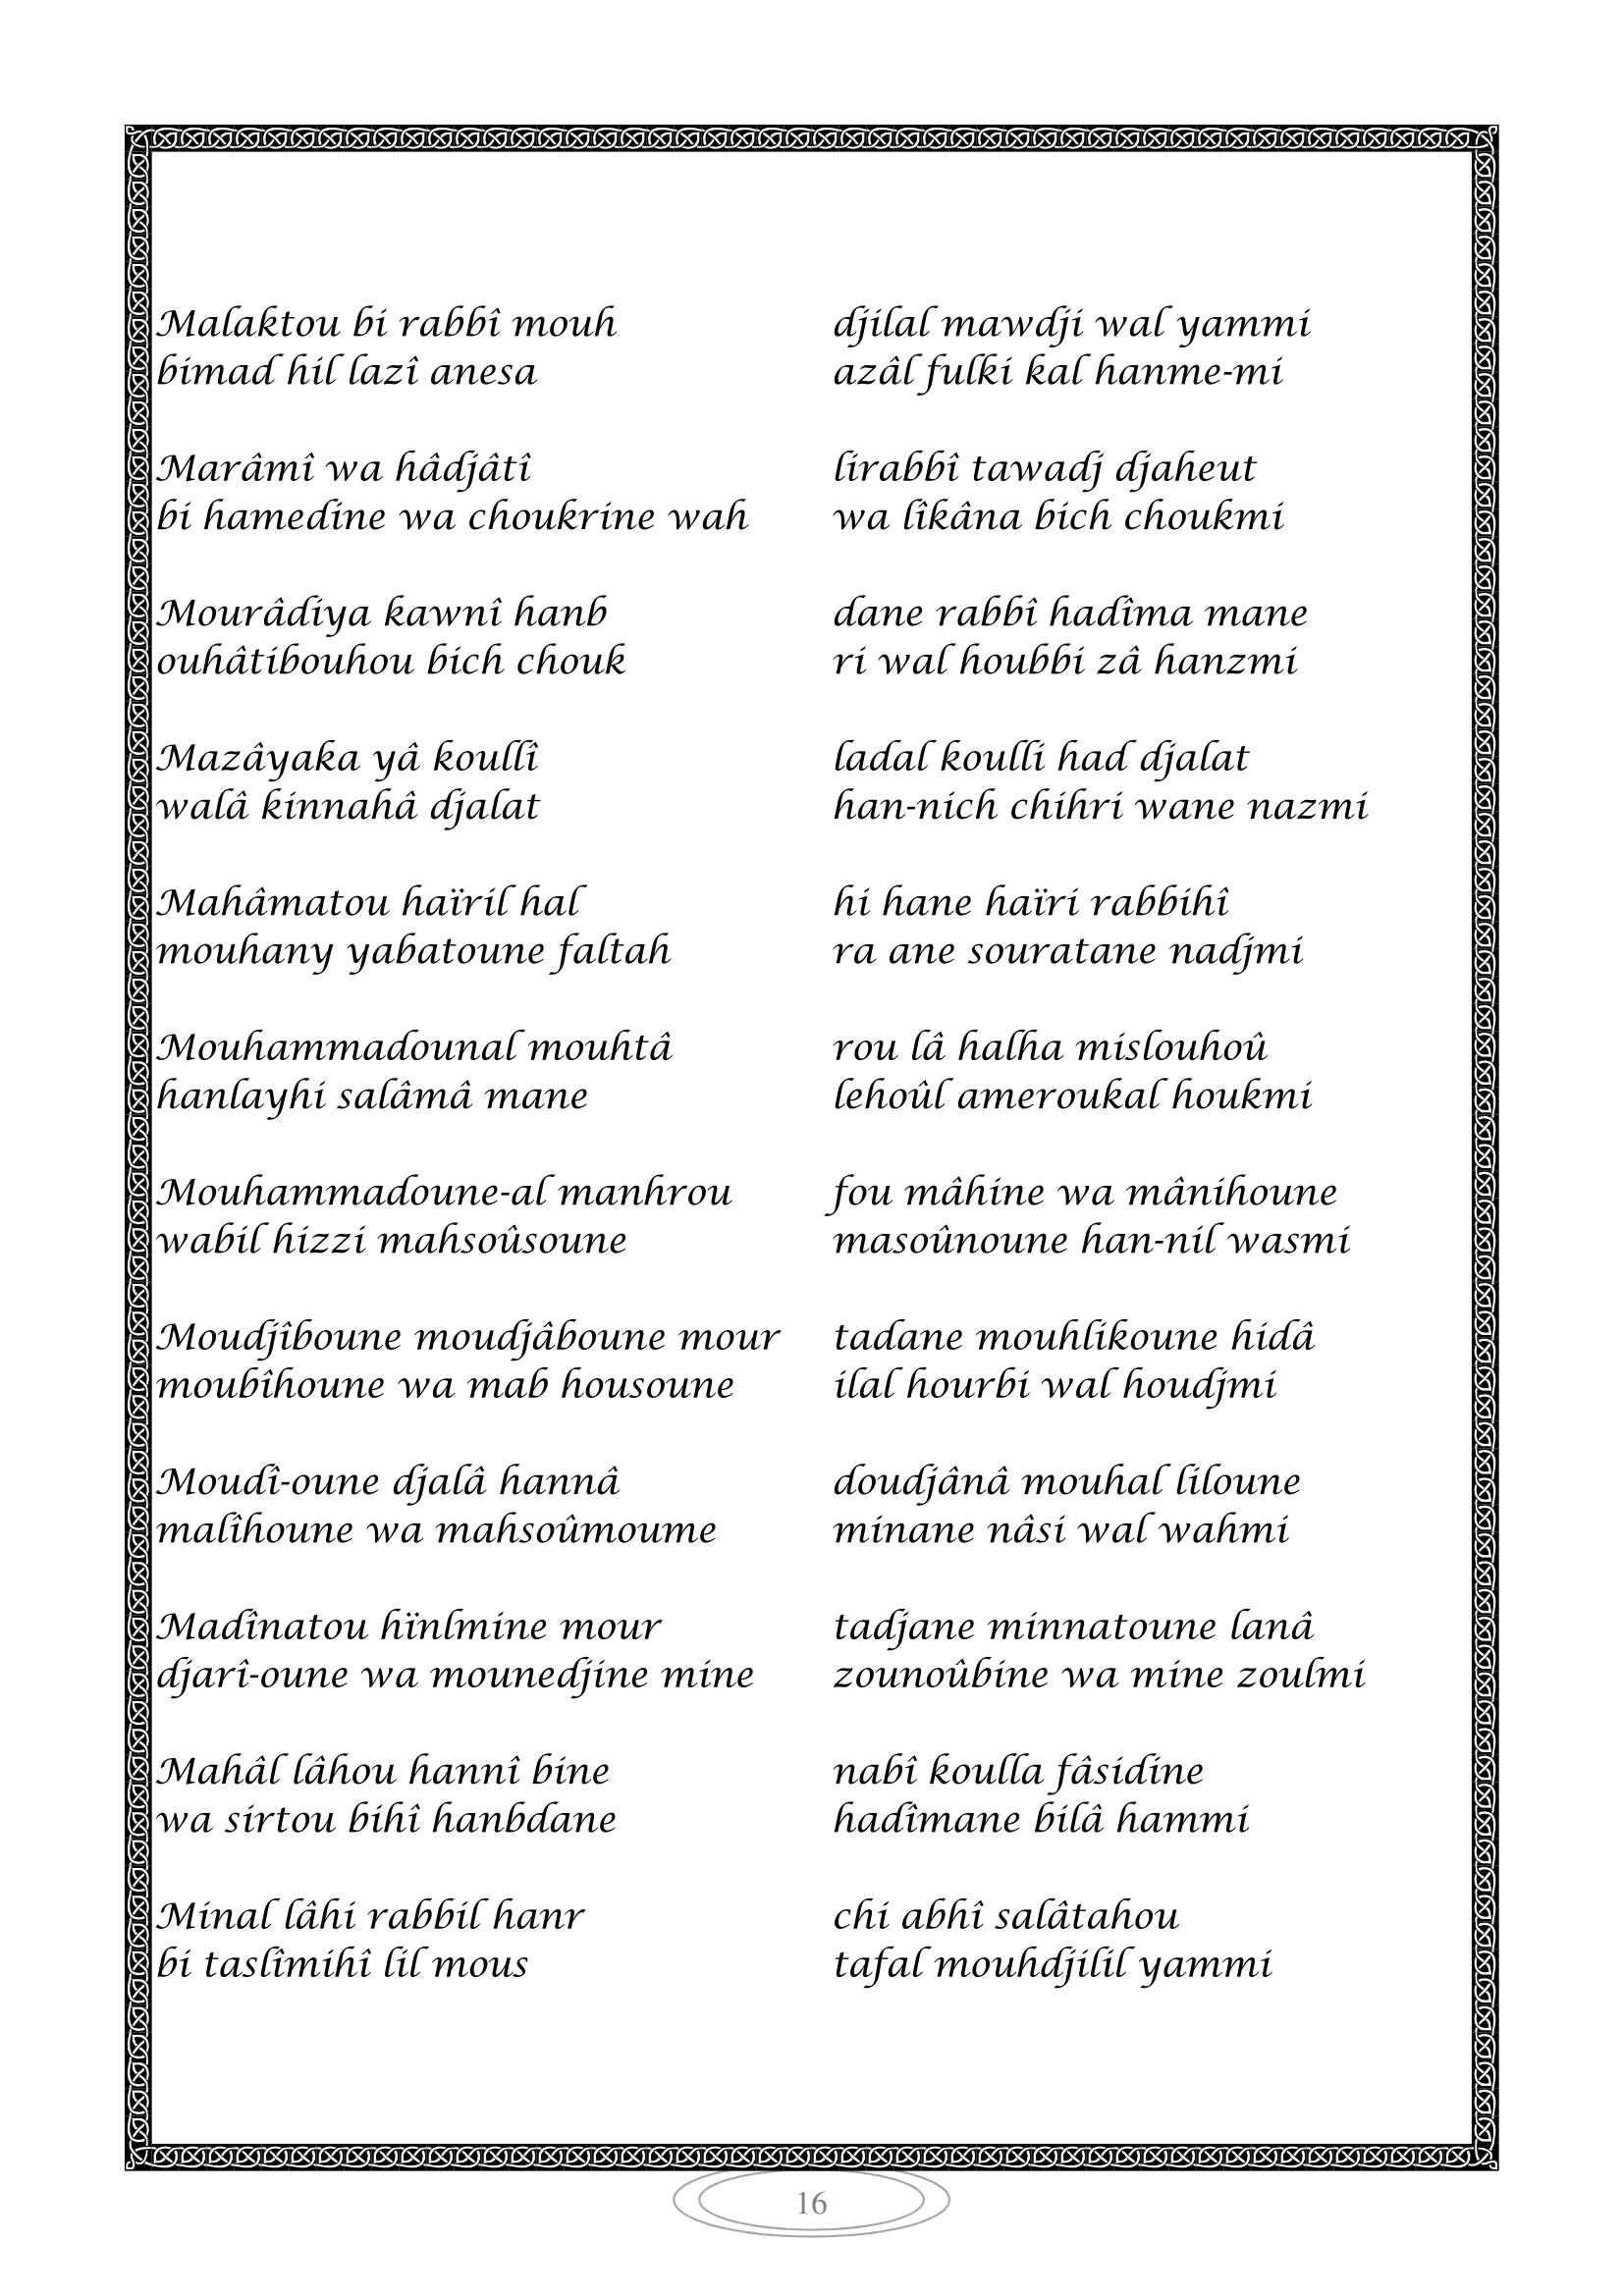 Malaktou bi rabbî mouh djilal mawdji wal yammi
bimad hil lazî anesa azâl fulki kal hanme-mi
Marâmî wa hâdjâtî lirabbî tawadj djaheut
bi hamedine wa choukrine wah wa lîkâna bich choukmi
Mourâdiya kawnî hanb dane rabbî hadîma mane
ouhâtibouhou bich chouk ri wal houbbi zâ hanzmi
Mazâyaka yâ koullî ladal koulli had djalat
walâ kinnahâ djalat han-nich chihri wane nazmi
Mahâmatou haïril hal hi hane haïri rabbihî
mouhany yabatoune faltah ra ane souratane nadjmi
Mouhammadounal mouhtâ rou lâ halha mislouhoû
hanlayhi salâmâ mane lehoûl ameroukal houkmi
Mouhammadoune-al manhrou fou mâhine wa mânihoune
wabil hizzi mahsoûsoune masoûnoune han-nil wasmi
Moudjîboune moudjâboune mour tadane mouhlikoune hidâ
moubîhoune wa mab housoune ilal hourbi wal houdjmi
Moudî-oune djalâ hannâ doudjânâ mouhal liloune
malîhoune wa mahsoûmoume minane nâsi wal wahmi
Madînatou hïnlmine mour tadjane minnatoune lanâ
djarî-oune wa mounedjine mine zounoûbine wa mine zoulmi
Mahâl lâhou hannî bine nabî koulla fâsidine
wa sirtou bihî hanbdane hadîmane bilâ hammi
Minal lâhi rabbil hanr chi abhî salâtahou
bi taslîmihî lil mous tafal mouhdjilil yammi
16